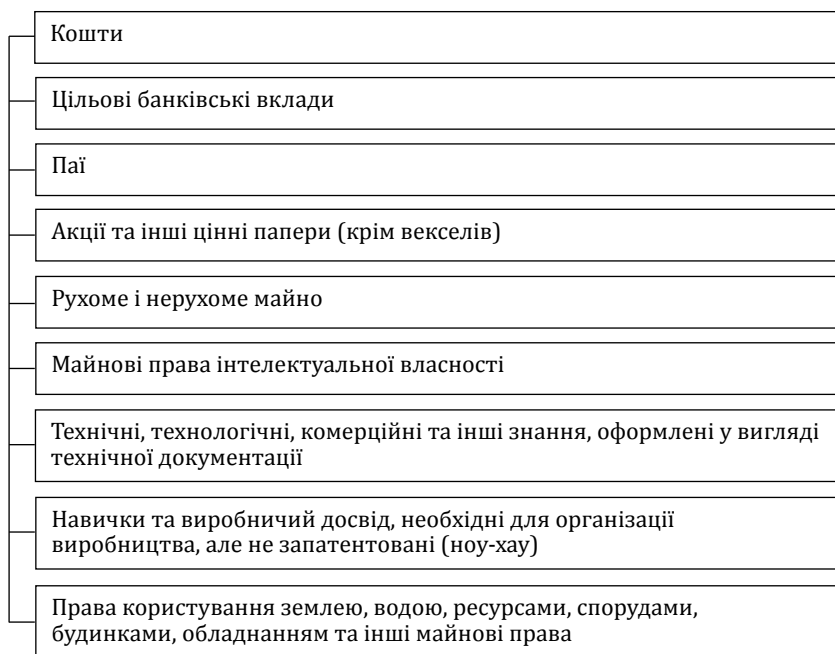 Кошти
Цільові банківські вклади
Паї
Акції та інші цінні папери (крім векселів)
Рухоме і нерухоме майно
Майнові права інтелектуальної власності
Технічні, технологічні, комерційні та інші знання, оформлені у вигляді
технічної документації
Навички та виробничий досвід, необхідні для організації
виробництва, але не запатентовані (ноу-хау)
Права користування землею, водою, ресурсами, спорудами,
будинками, обладнанням та інші майнові права